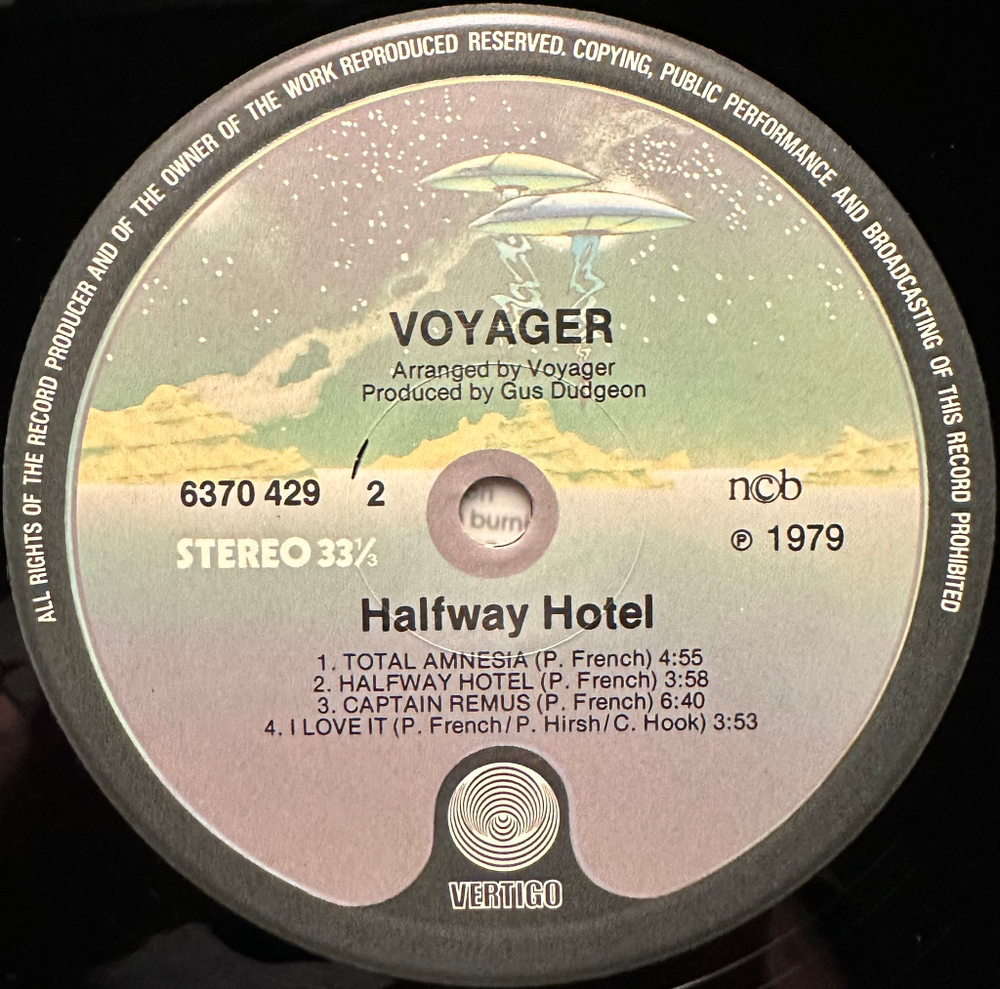 ALL RIGHTS OF THE RECORD PRODUCER AND OF THE OWNER OF THE WORK REPRODUCED RESERVED. COPYING, PUBLIC PERFORMANCE AND BROADCASTING OF THIS RECORD PROHIBITED
VOYAGER
Arranged by Voyager
Produced by Gus Dudgeon
6370 429 2
ncb
STEREO 33⅓
℗ 1979
Halfway Hotel
1. TOTAL AMNESIA (P. French) 4:55
2. HALFWAY HOTEL (P. French) 3:58
3. CAPTAIN REMUS (P. French) 6:40
4. I LOVE IT (P. French/P. Hirsh/C. Hook) 3:53
VERTIGO